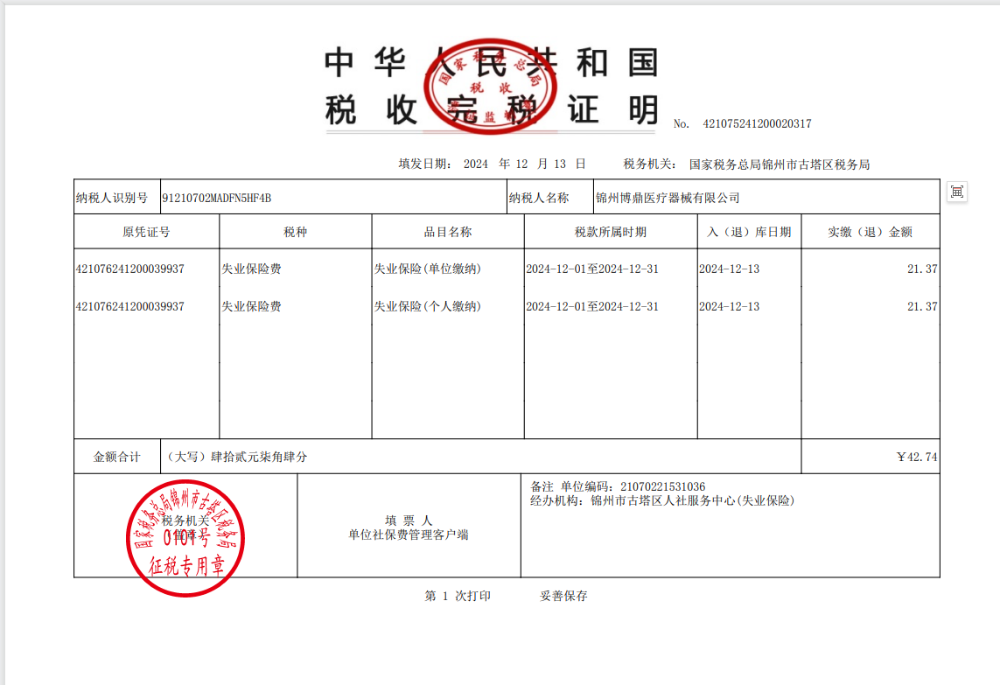 中华人民共和国
税收完税证明
国家税务总局
税收
No. 421075241200020317
填发日期： 2024 年 12 月 13 日 税务机关： 国家税务总局锦州市古塔区税务局
纳税人识别号 91210702MADFN5HF4B 纳税人名称 锦州博鼎医疗器械有限公司
原凭证号 税种 品目名称 税款所属时期 入（退）库日期 实缴（退）金额
421076241200039937 失业保险费 失业保险(单位缴纳) 2024-12-01至2024-12-31 2024-12-13 21.37
421076241200039937 失业保险费 失业保险(个人缴纳) 2024-12-01至2024-12-31 2024-12-13 21.37
金额合计 （大写）肆拾贰元柒角肆分 ￥42.74
国家税务总局锦州市古塔区税务局
税务机关
盖章
0101号
征税专用章
填 票 人
单位社保费管理客户端
备注 单位编码：21070221531036
经办机构：锦州市古塔区人社服务中心(失业保险)
第 1 次打印 妥善保存